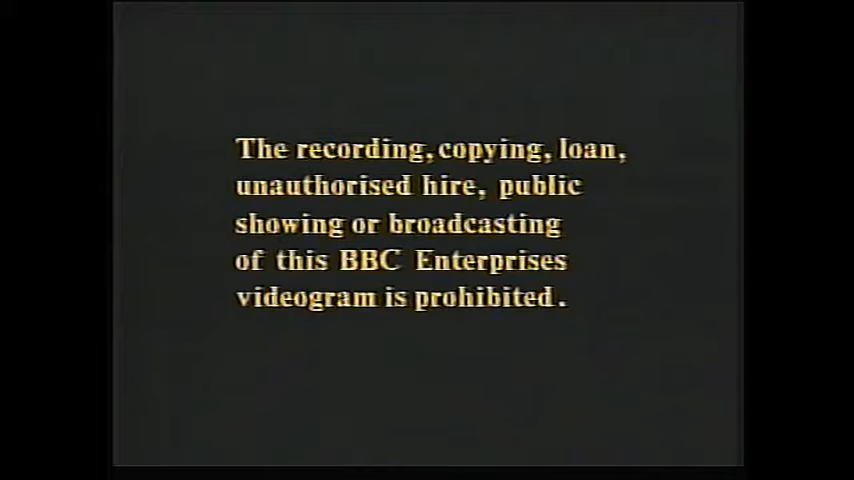 The recording, copying, loan,
unauthorised hire, public
showing or broadcasting
of this BBC Enterprises
videogram is prohibited.